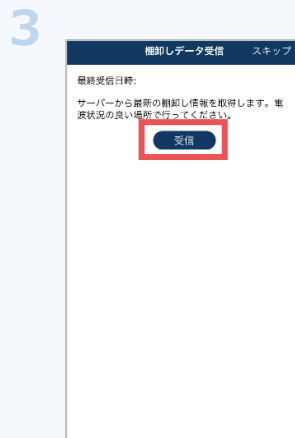 3
棚卸しデータ受信 スキップ
最終受信日時:
サーバーから最新の棚卸し情報を取得します。電
波状況の良い場所で行ってください。
受信